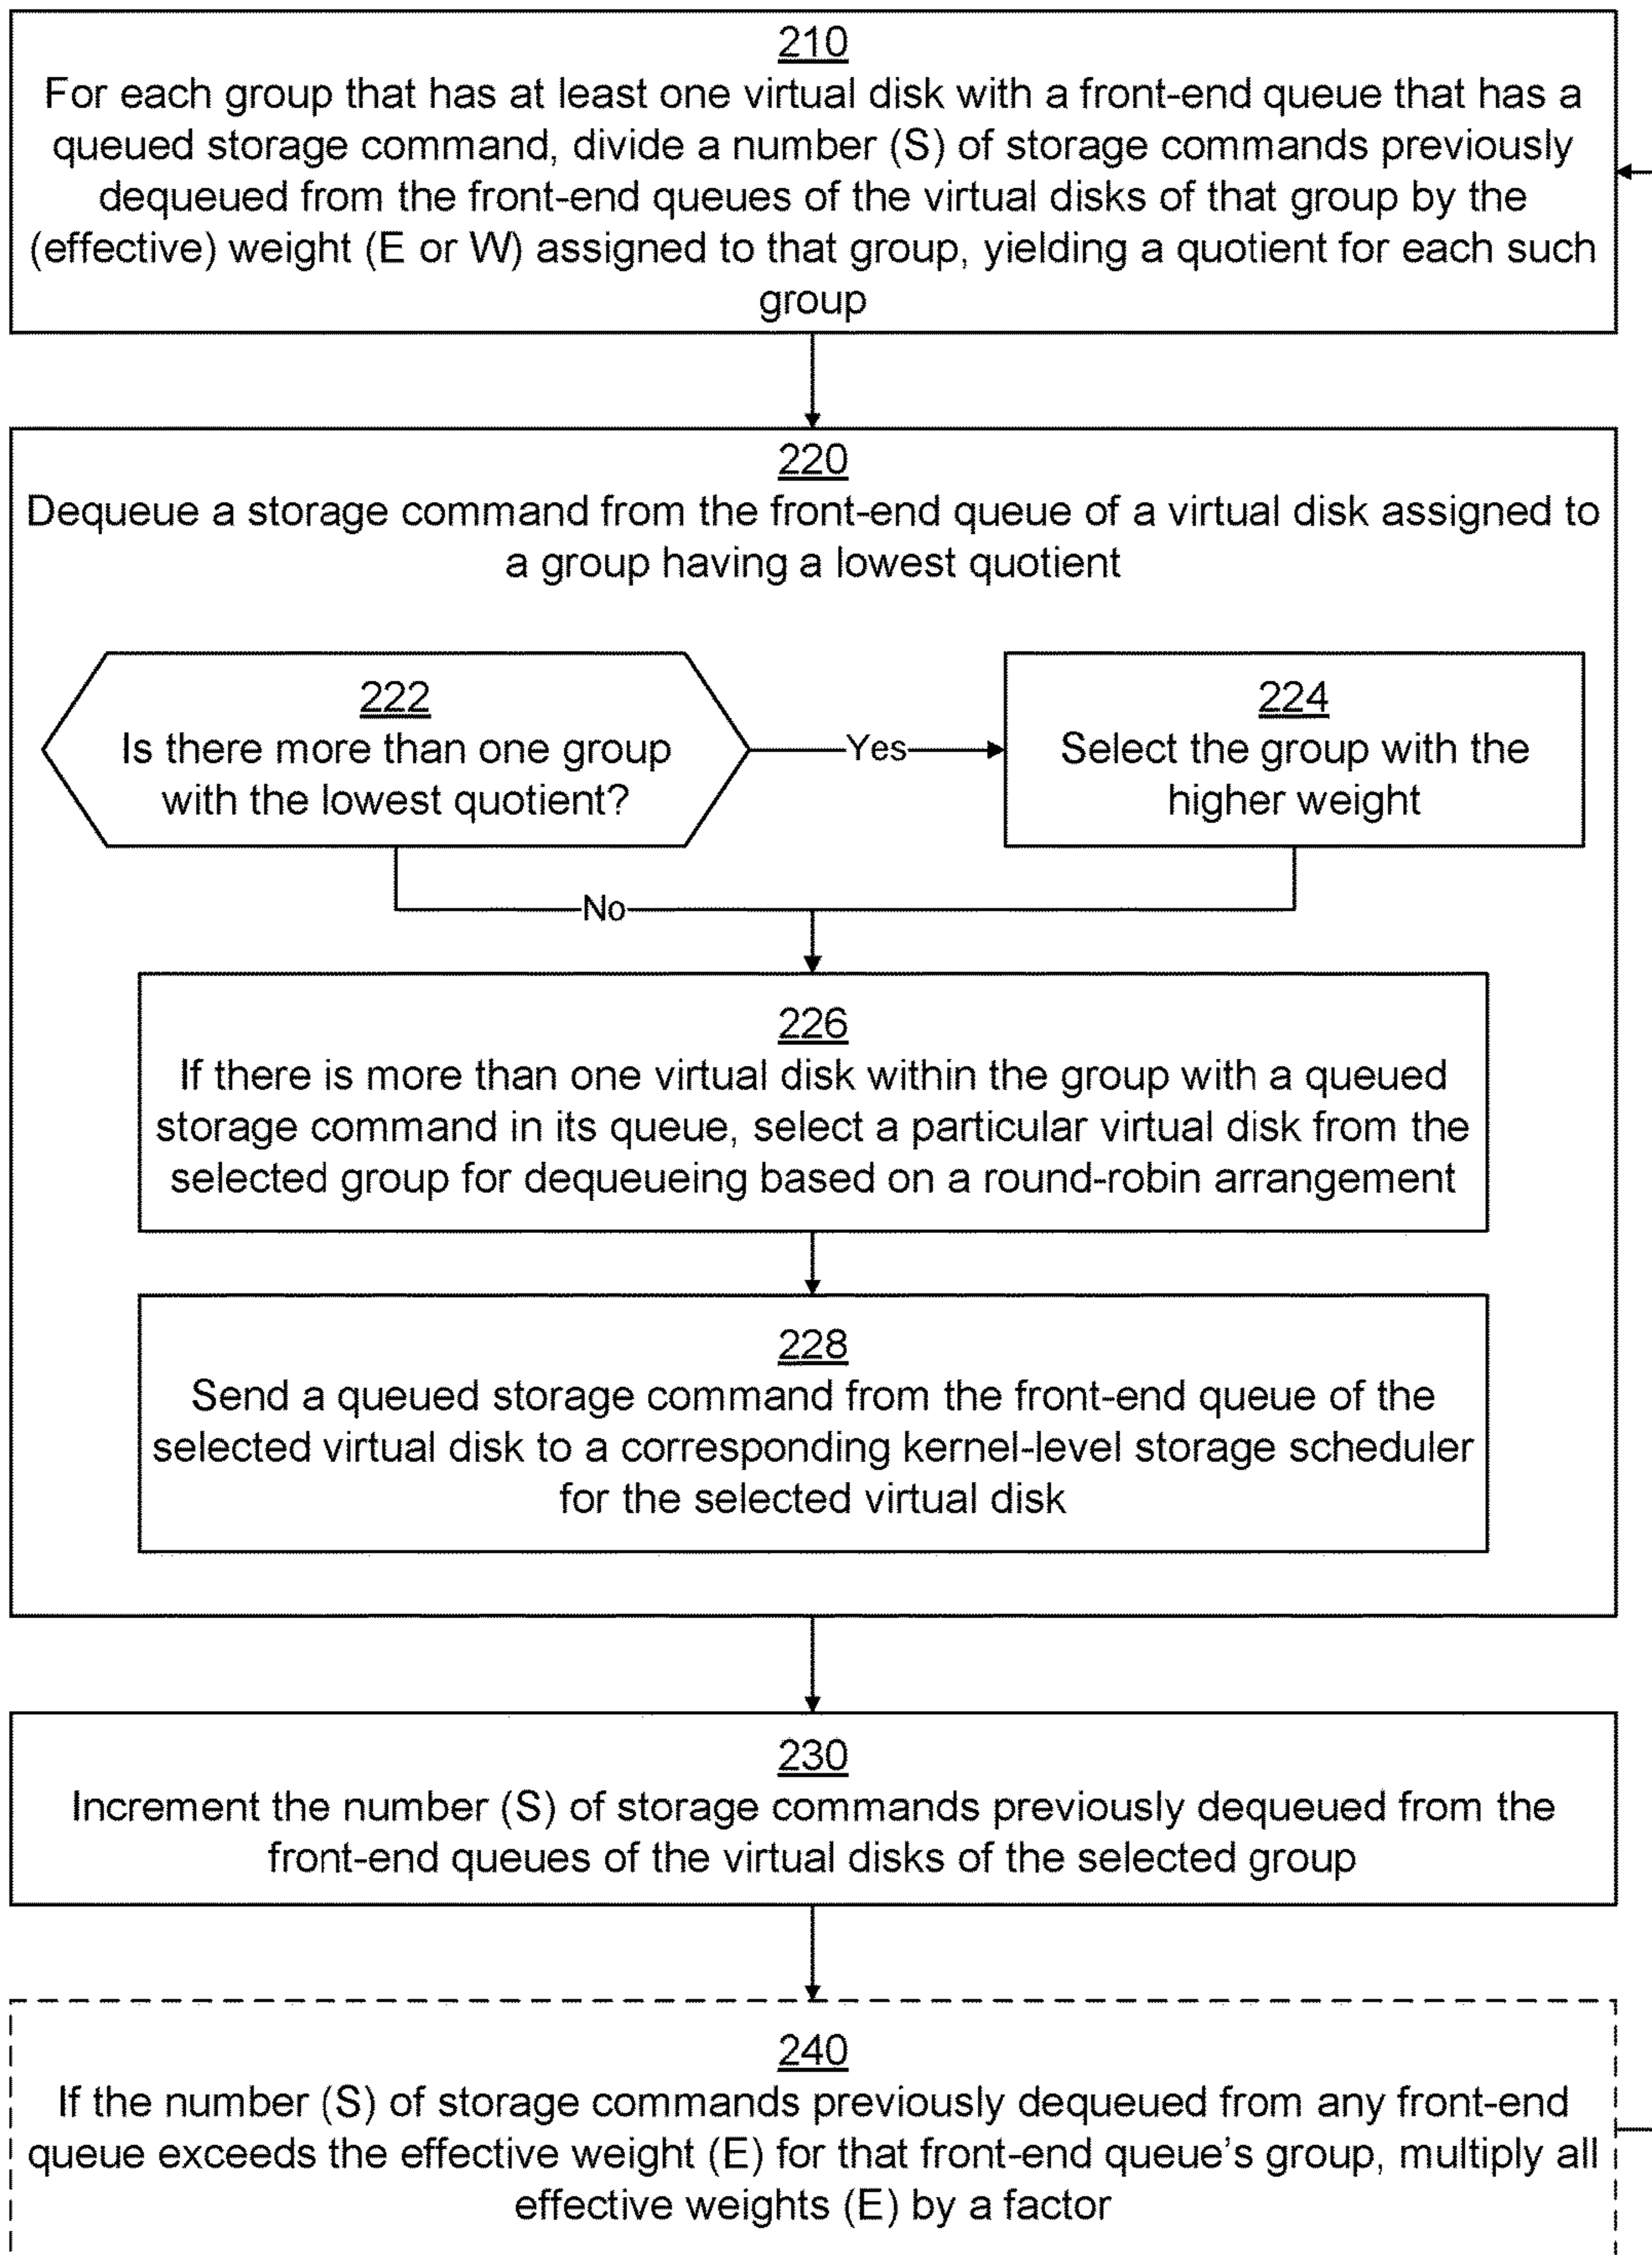 210
For each group that has at least one virtual disk with a front-end queue that has a
queued storage command, divide a number (S) of storage commands previously
dequeued from the front-end queues of the virtual disks of that group by the
(effective) weight (E or W) assigned to that group, yielding a quotient for each such
group
220
Dequeue a storage command from the front-end queue of a virtual disk assigned to
a group having a lowest quotient
222
Is there more than one group
with the lowest quotient?
Yes
224
Select the group with the
higher weight
No
226
If there is more than one virtual disk within the group with a queued
storage command in its queue, select a particular virtual disk from the
selected group for dequeueing based on a round-robin arrangement
228
Send a queued storage command from the front-end queue of the
selected virtual disk to a corresponding kernel-level storage scheduler
for the selected virtual disk
230
Increment the number (S) of storage commands previously dequeued from the
front-end queues of the virtual disks of the selected group
240
If the number (S) of storage commands previously dequeued from any front-end
queue exceeds the effective weight (E) for that front-end queue's group, multiply all
effective weights (E) by a factor